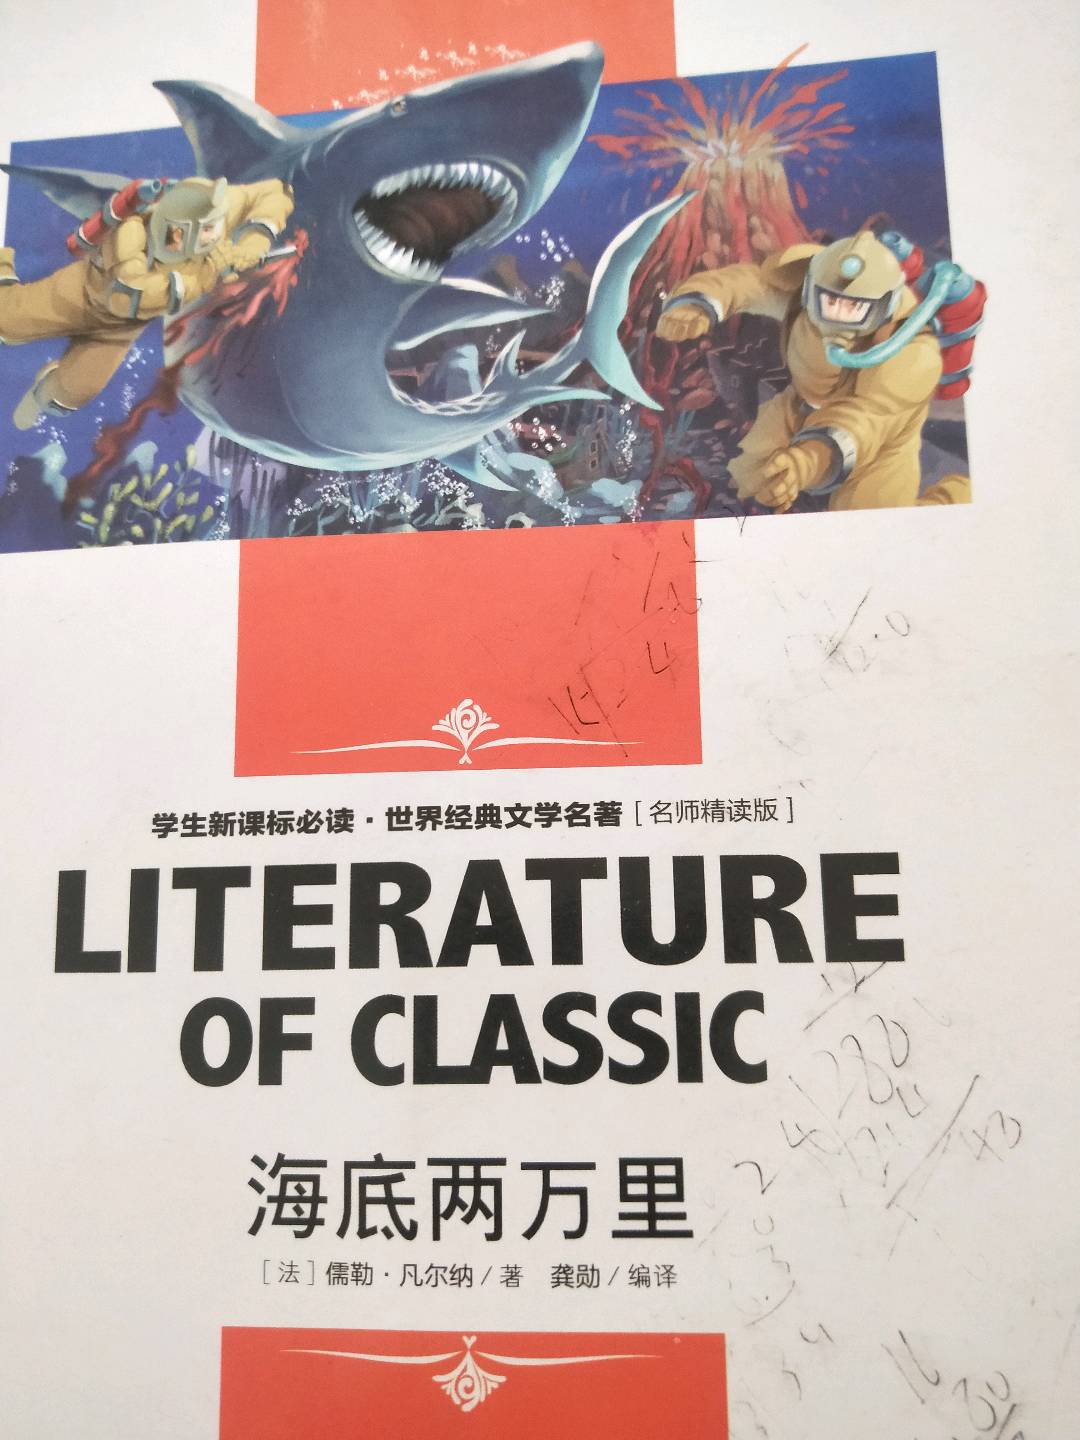 学生新课标必读·世界经典文学名著[名师精读版]
LITERATURE
OF CLASSIC
海底两万里
[法]儒勒·凡尔纳/著 龚勋/编译